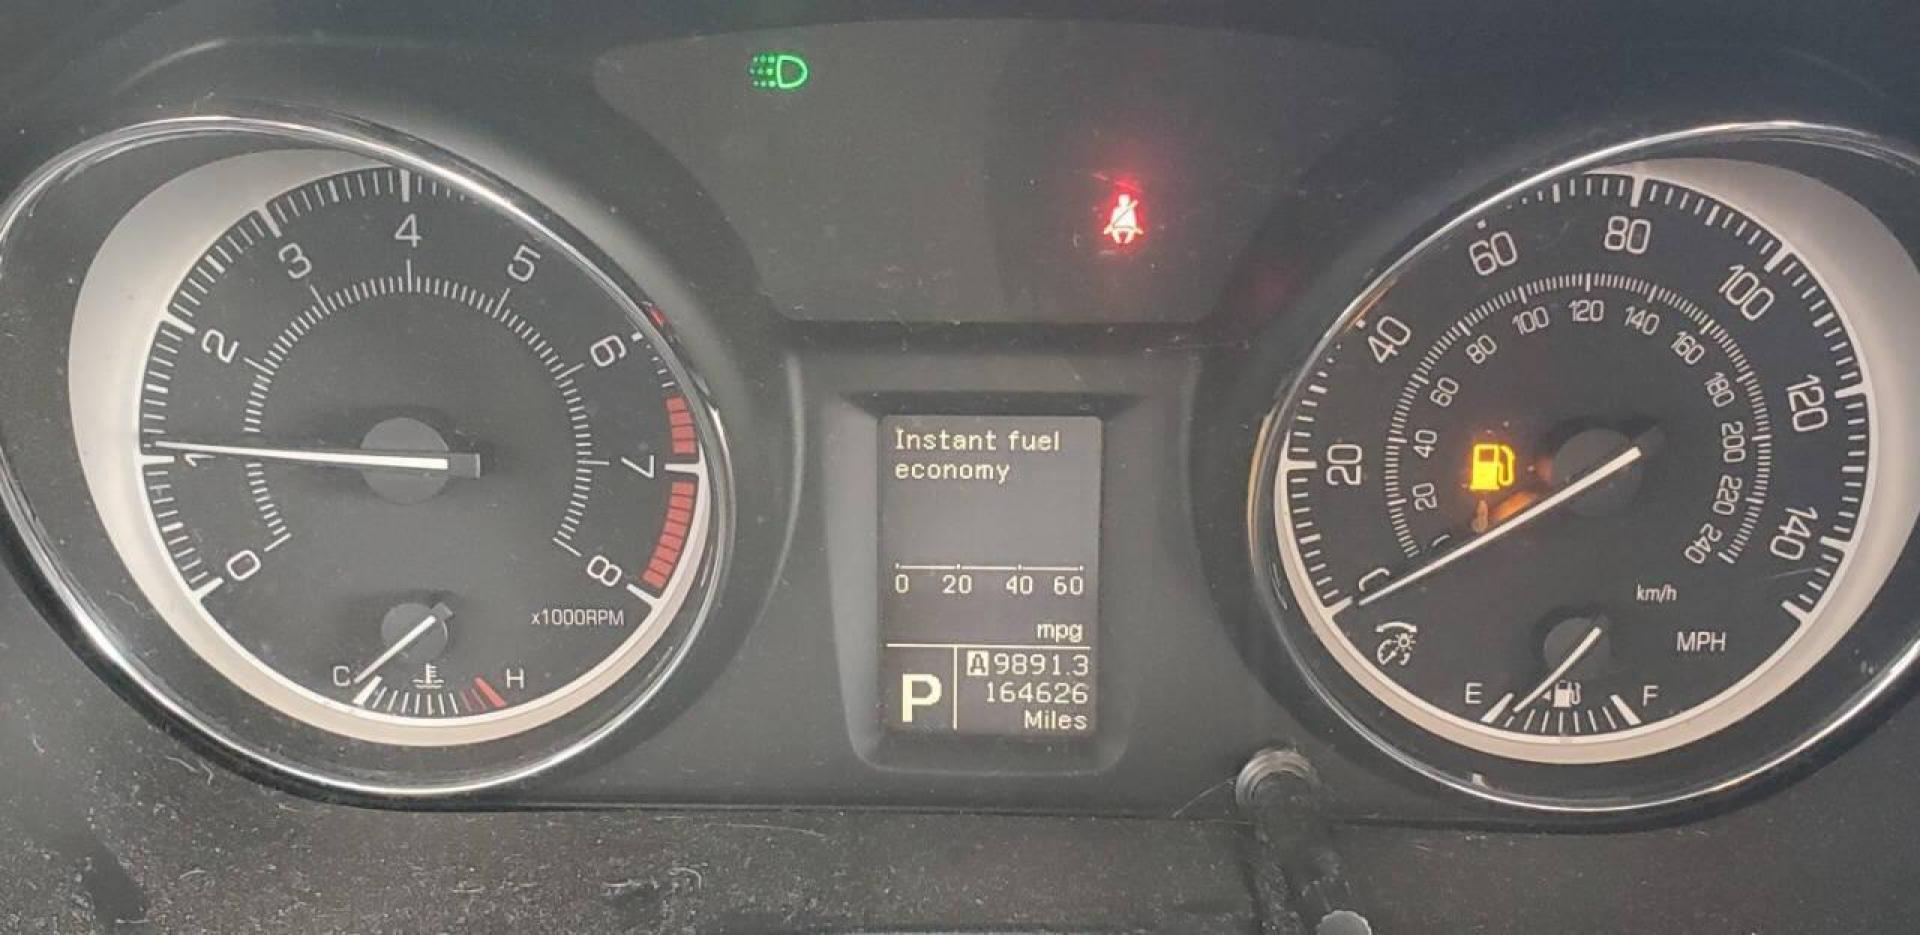 0
1
2
3
4
5
6
7
8
x1000RPM
C
H
Instant fuel
economy
0 20 40 60
mpg
P
A 9891.3
164626
Miles
20
40
60
80
100
120
140
20
40
60
80
100
120
140
160
180
200
220
240
km/h
MPH
E
F